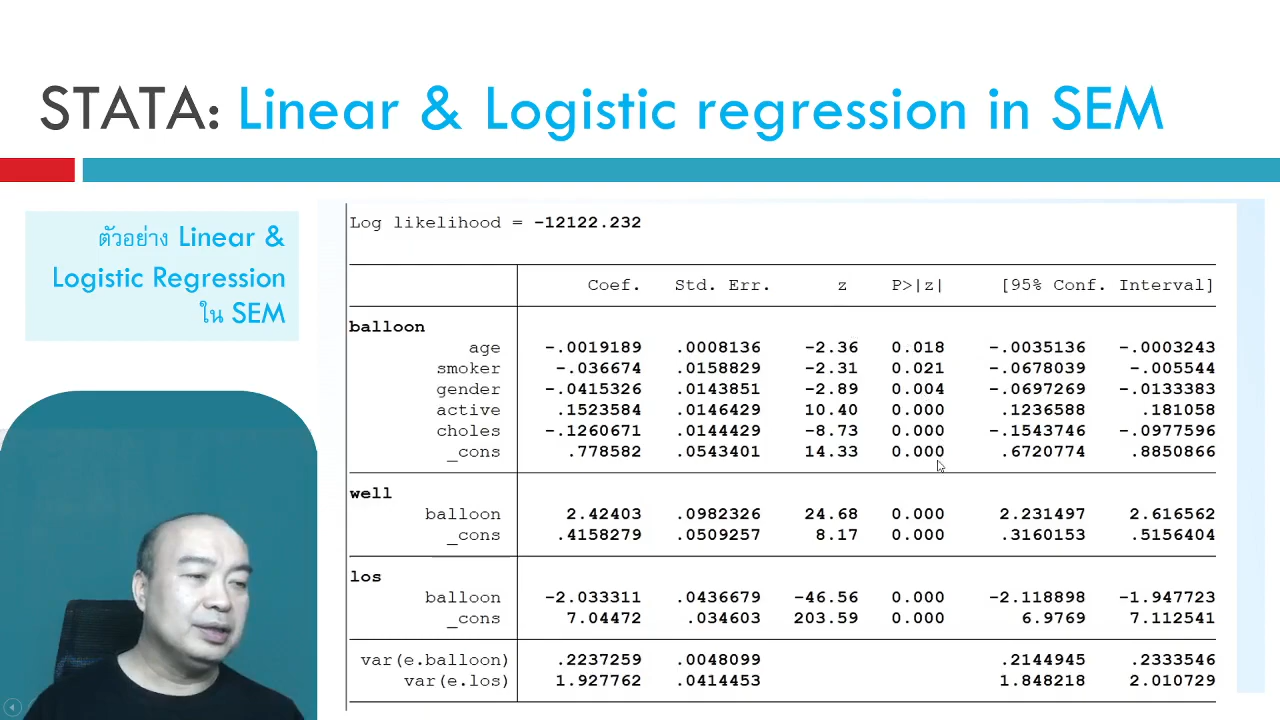 STATA: Linear & Logistic regression in SEM
ตัวอย่าง Linear &
Logistic Regression
ใน SEM
Log likelihood = -12122.232
Coef. Std. Err. z P>|z| [95% Conf. Interval]
balloon
age -.0019189 .0008136 -2.36 0.018 -.0035136 -.0003243
smoker -.036674 .0158829 -2.31 0.021 -.0678039 -.005544
gender -.0415326 .0143851 -2.89 0.004 -.0697269 -.0133383
active .1523584 .0146429 10.40 0.000 .1236588 .181058
choles -.1260671 .0144429 -8.73 0.000 -.1543746 -.0977596
_cons .778582 .0543401 14.33 0.000 .6720774 .8850866
well
balloon 2.42403 .0982326 24.68 0.000 2.231497 2.616562
_cons .4158279 .0509257 8.17 0.000 .3160153 .5156404
los
balloon -2.033311 .0436679 -46.56 0.000 -2.118898 -1.947723
_cons 7.04472 .034603 203.59 0.000 6.9769 7.112541
var(e.balloon) .2237259 .0048099 .2144945 .2333546
var(e.los) 1.927762 .0414453 1.848218 2.010729